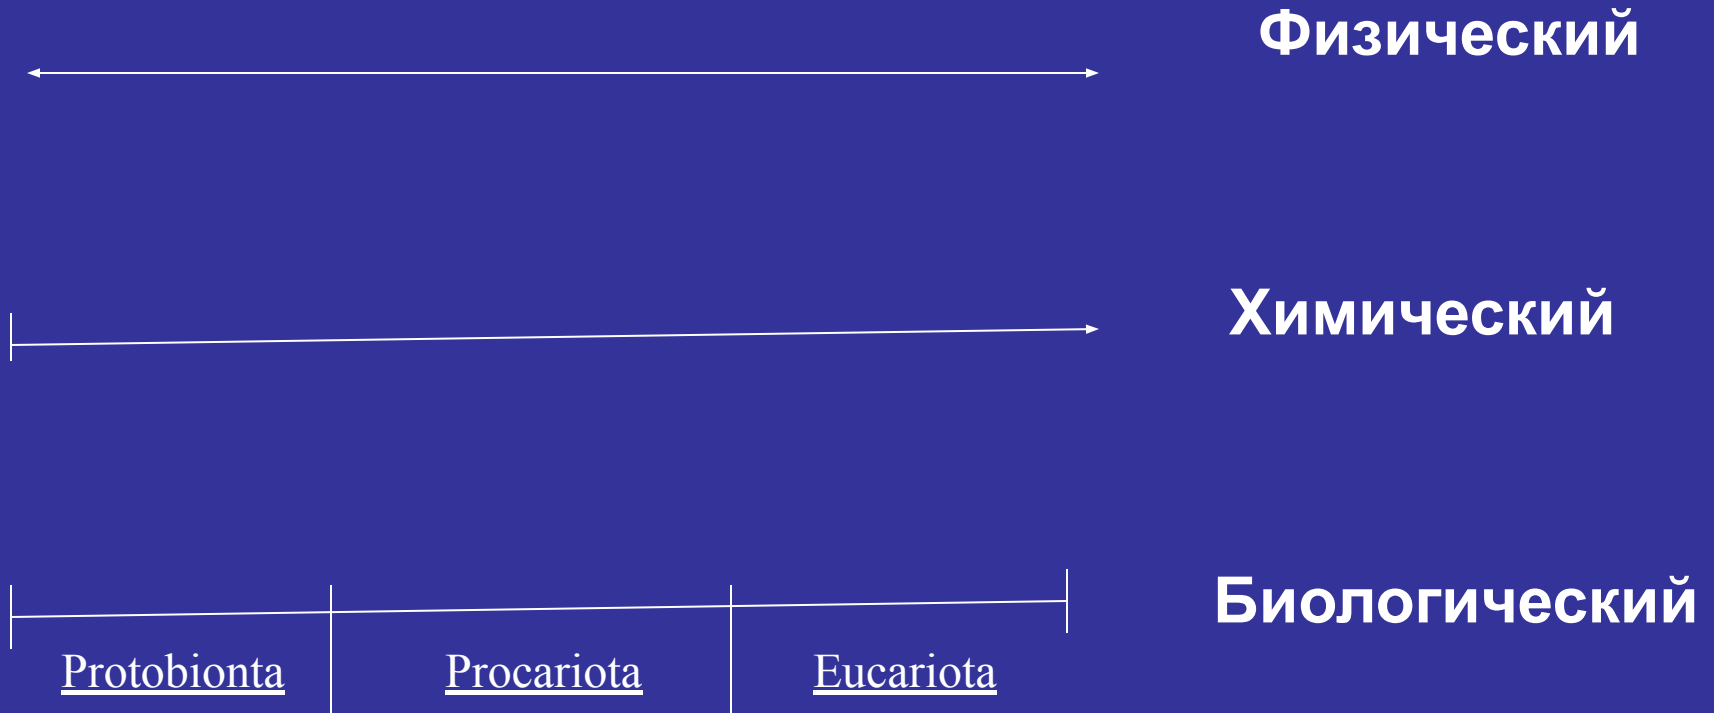 Физический
Химический
Биологический
Protobionta Procariota Eucariota